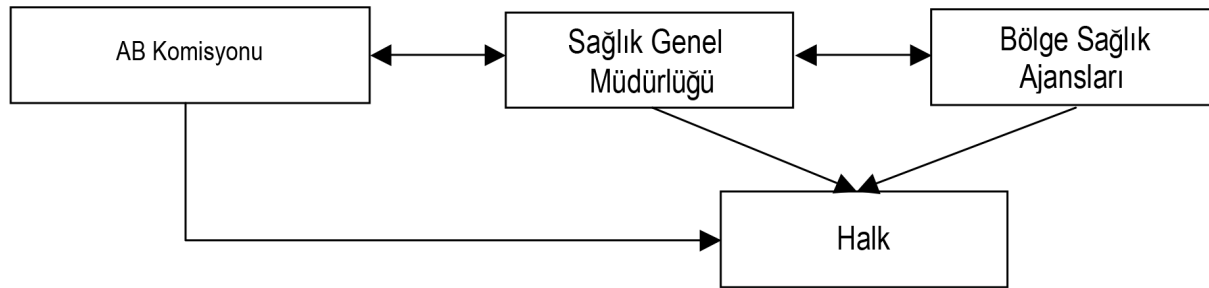 AB Komisyonu
Sağlık Genel
Müdürlüğü
Bölge Sağlık
Ajansları
Halk